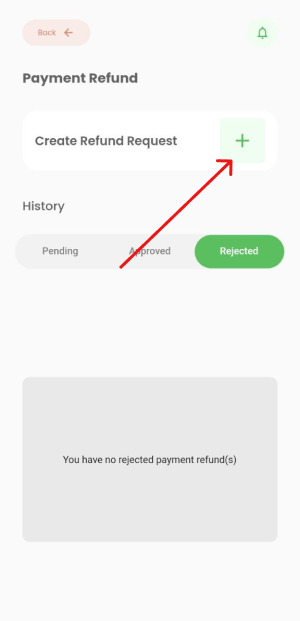 Back
Payment Refund
Create Refund Request
History
Pending Approved Rejected
You have no rejected payment refund(s)